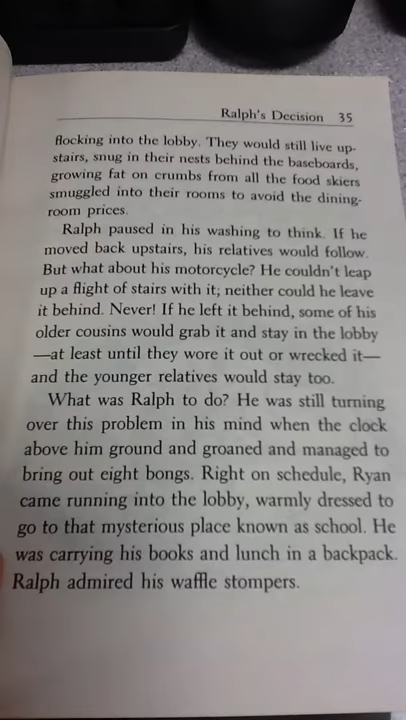 Ralph's Decision 35
flocking into the lobby. They would still live up-
stairs, snug in their nests behind the baseboards,
growing fat on crumbs from all the food skiers
smuggled into their rooms to avoid the dining-
room prices.
Ralph paused in his washing to think. If he
moved back upstairs, his relatives would follow.
But what about his motorcycle? He couldn't leap
up a flight of stairs with it; neither could he leave
it behind. Never! If he left it behind, some of his
older cousins would grab it and stay in the lobby
—at least until they wore it out or wrecked it—
and the younger relatives would stay too.
What was Ralph to do? He was still turning
over this problem in his mind when the clock
above him ground and groaned and managed to
bring out eight bongs. Right on schedule, Ryan
came running into the lobby, warmly dressed to
go to that mysterious place known as school. He
was carrying his books and lunch in a backpack.
Ralph admired his waffle stompers.